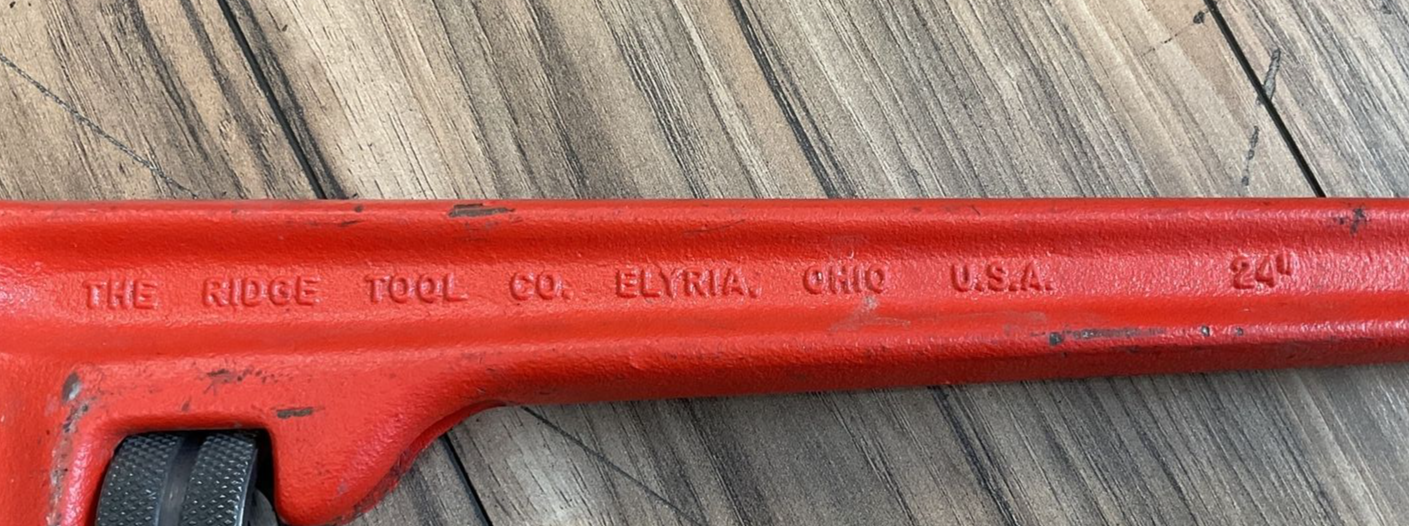 THE RIDGE TOOL CO. ELYRIA, OHIO U.S.A. 24"